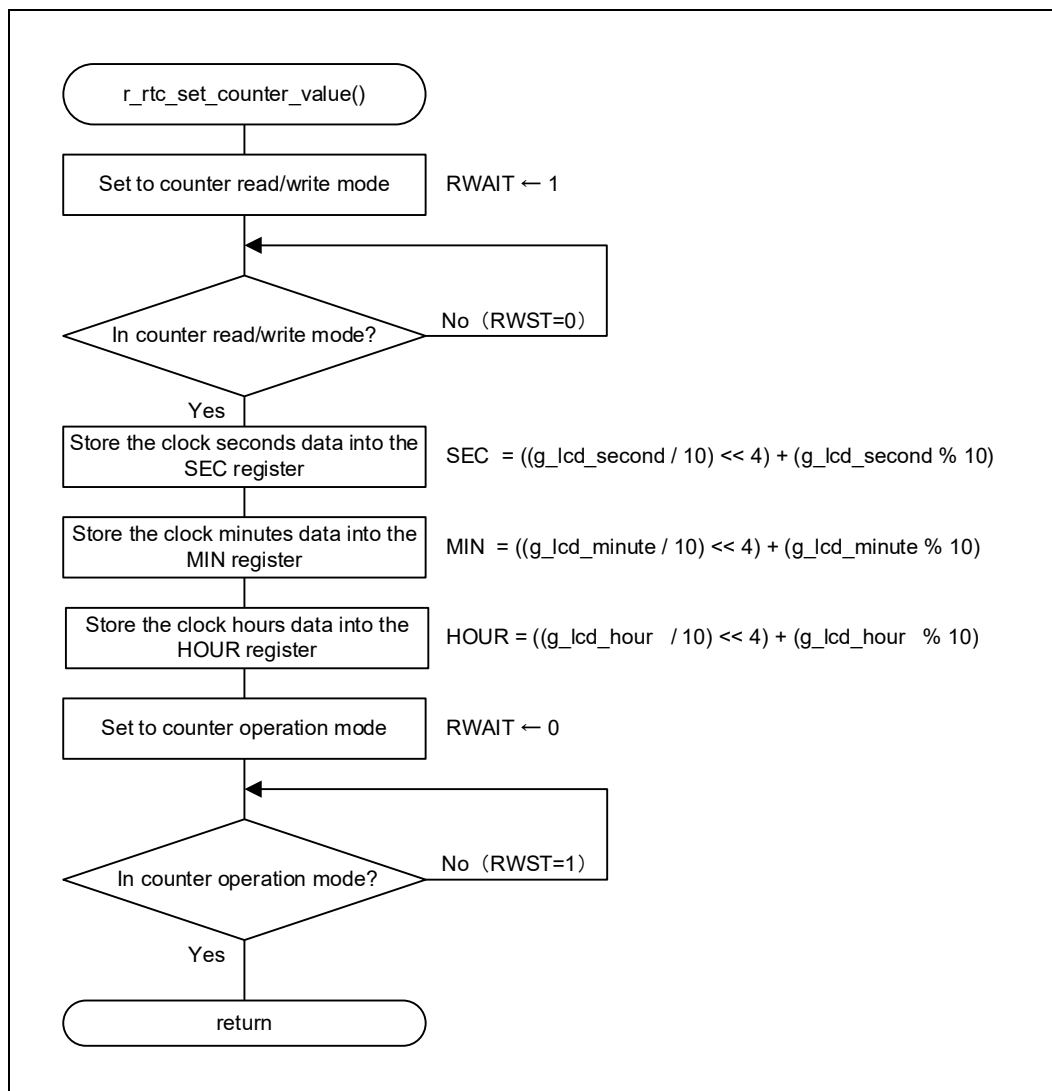 r_rtc_set_counter_value()
Set to counter read/write mode
RWAIT ← 1
In counter read/write mode?
No（RWST=0）
Yes
Store the clock seconds data into the
SEC register
SEC = ((g_lcd_second / 10) << 4) + (g_lcd_second % 10)
Store the clock minutes data into the
MIN register
MIN = ((g_lcd_minute / 10) << 4) + (g_lcd_minute % 10)
Store the clock hours data into the
HOUR register
HOUR = ((g_lcd_hour / 10) << 4) + (g_lcd_hour % 10)
Set to counter operation mode
RWAIT ← 0
In counter operation mode?
No（RWST=1）
Yes
return